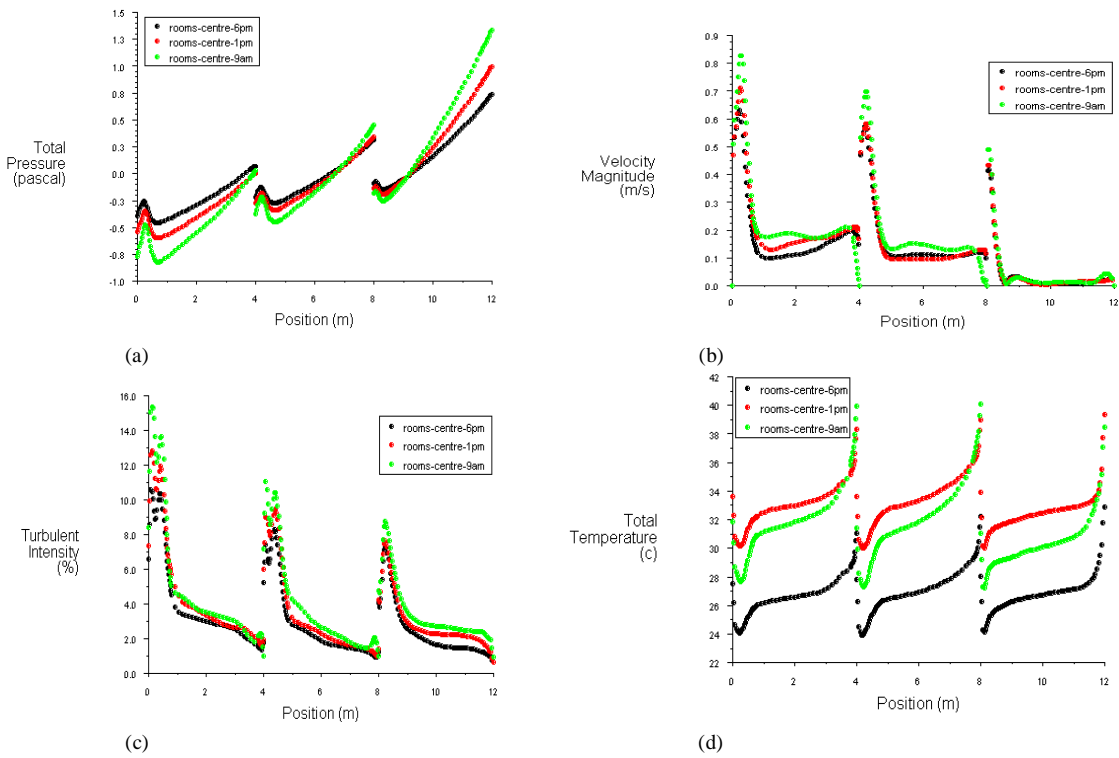 1.5
1.3
1.0
0.8
0.6
0.3
0.0
-0.3
-0.5
-0.8
-1.0
rooms-centre-6pm
rooms-centre-1pm
rooms-centre-9am
Total
Pressure
(pascal)
0 2 4 6 8 10 12
Position (m)
(a)
0.9
0.8
0.7
0.6
0.5
0.4
0.3
0.2
0.1
0.0
rooms-centre-6pm
rooms-centre-1pm
rooms-centre-9am
Velocity
Magnitude
(m/s)
0 2 4 6 8 10 12
Position (m)
(b)
16.0
14.0
12.0
10.0
8.0
6.0
4.0
2.0
0.0
rooms-centre-6pm
rooms-centre-1pm
rooms-centre-9am
Turbulent
Intensity
(%)
0 2 4 6 8 10 12
Position (m)
(c)
42
40
38
36
34
32
30
28
26
24
22
rooms-centre-6pm
rooms-centre-1pm
rooms-centre-9am
Total
Temperature
(c)
0 2 4 6 8 10 12
Position (m)
(d)